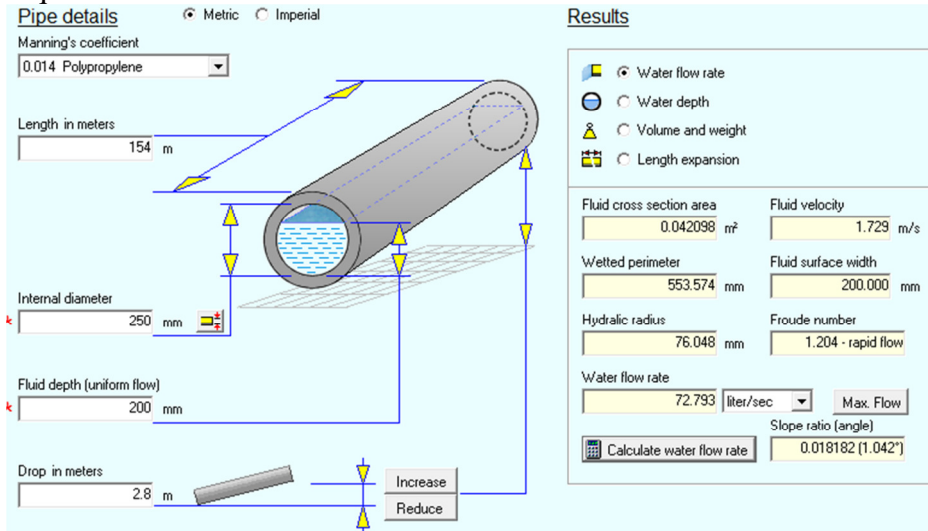 Pipe details
Metric
Imperial
Manning's coefficient
0.014 Polypropylene
Length in meters
154 m
Internal diameter
* 250 mm
Fluid depth (uniform flow)
* 200 mm
Drop in meters
2.8 m
Increase
Reduce
Results
Water flow rate
Water depth
Volume and weight
Length expansion
Fluid cross section area
0.042098 m²
Fluid velocity
1.729 m/s
Wetted perimeter
553.574 mm
Fluid surface width
200.000 mm
Hydralic radius
76.048 mm
Froude number
1.204 - rapid flow
Water flow rate
72.793 liter/sec
Max. Flow
Slope ratio (angle)
Calculate water flow rate
0.018182 (1.042°)